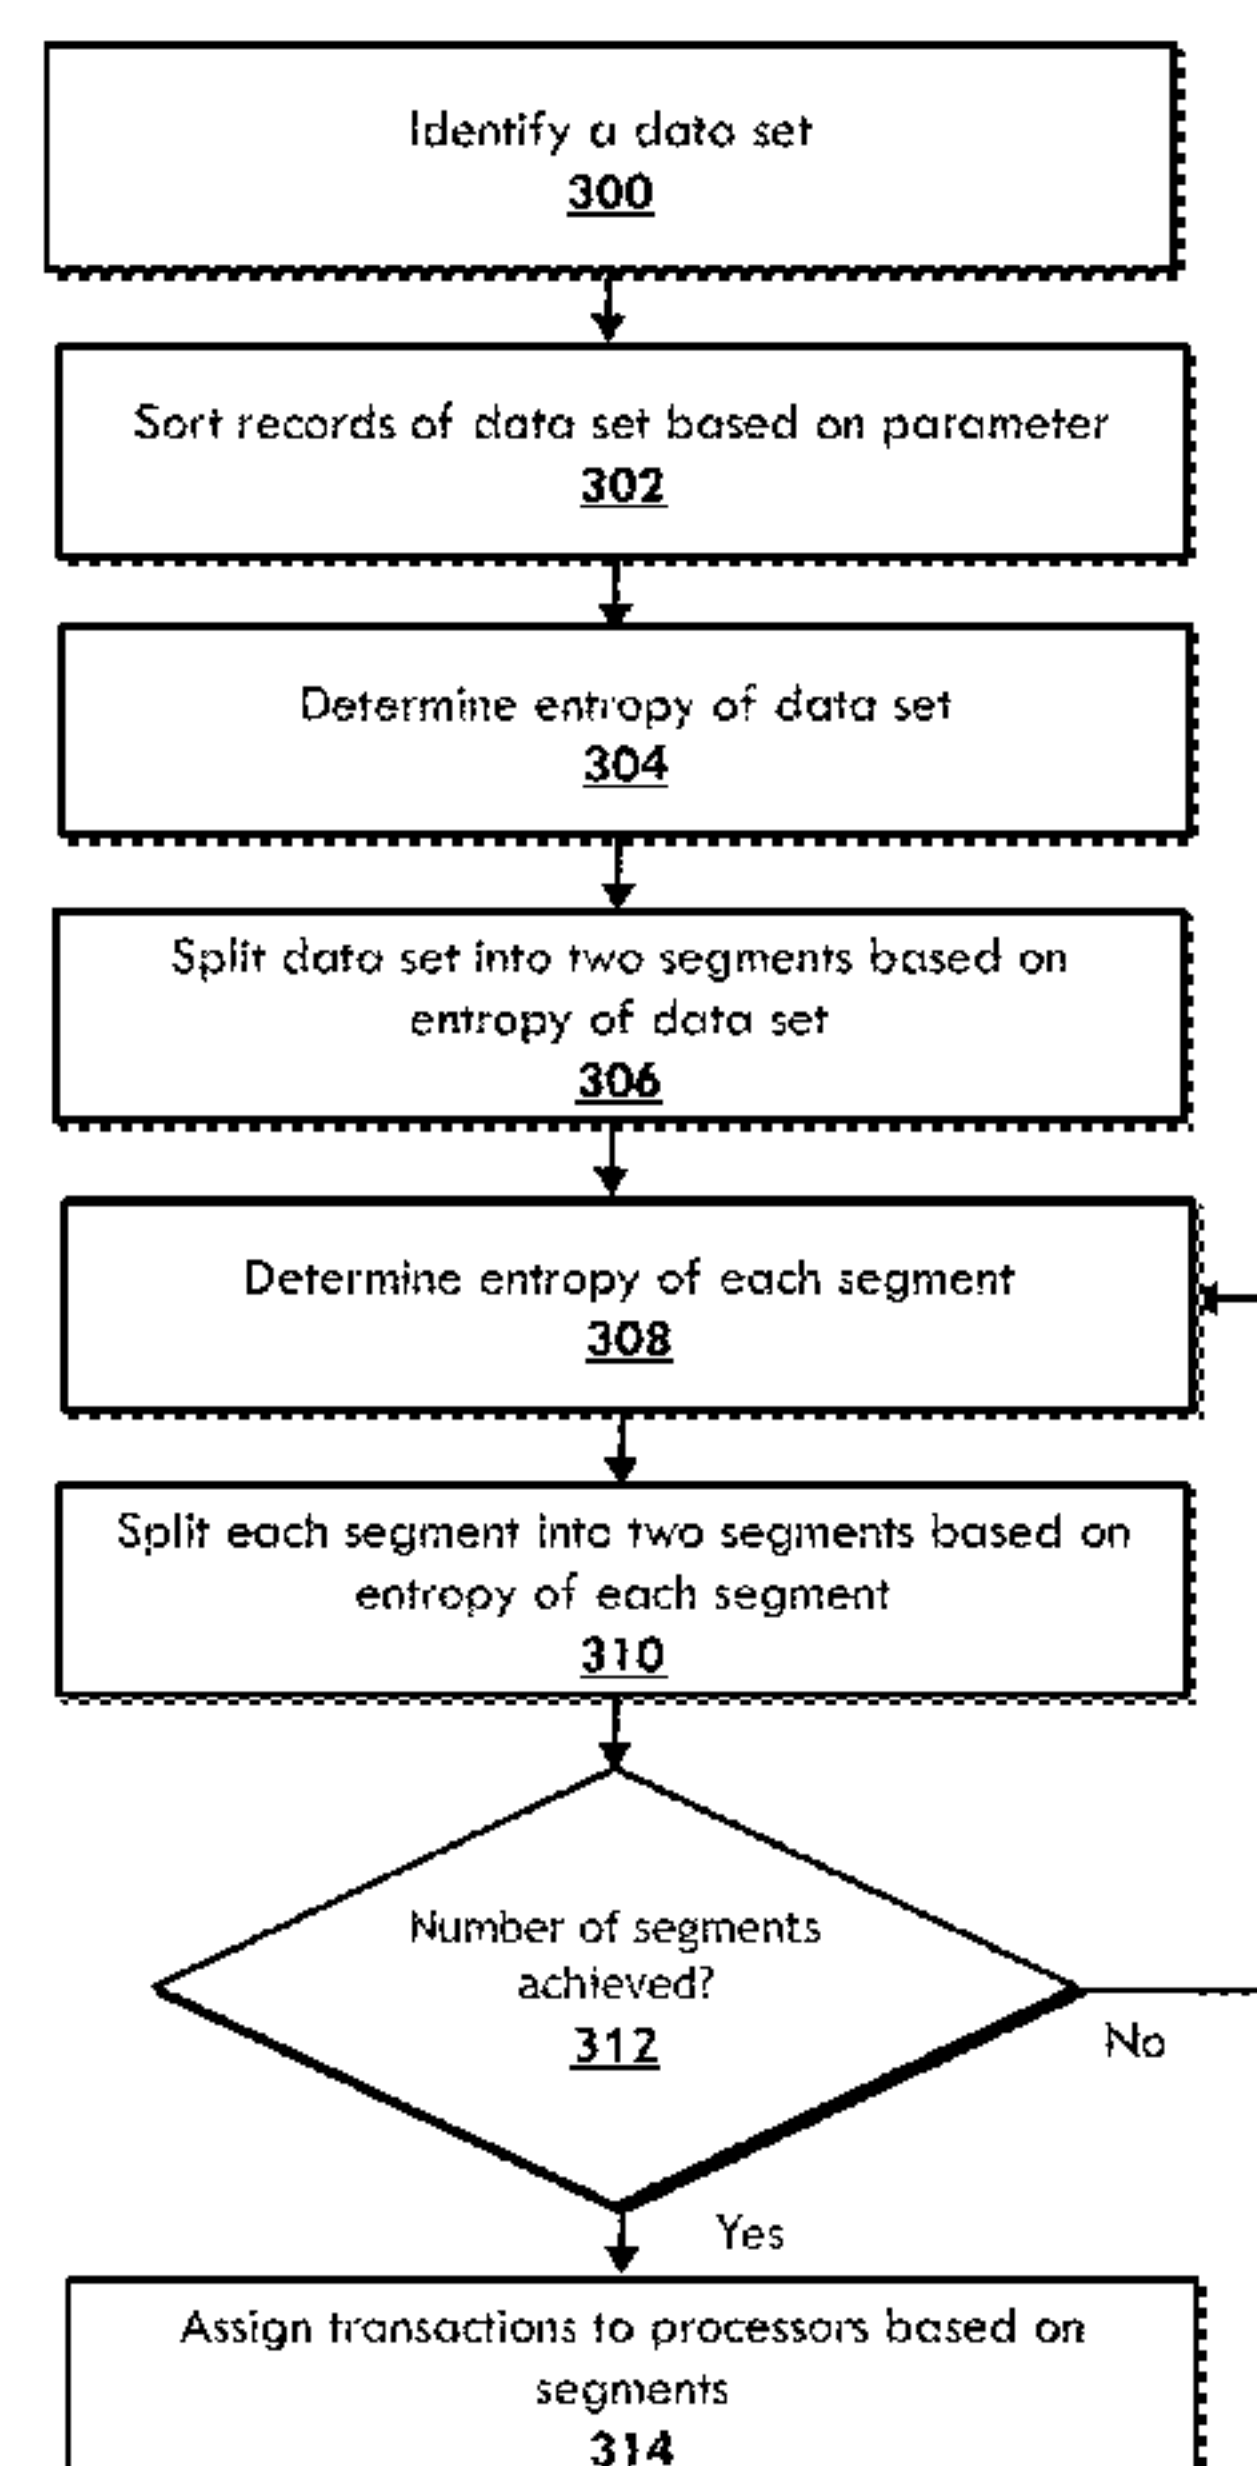 Identify a data set
300
Sort records of data set based on parameter
302
Determine entropy of data set
304
Split data set into two segments based on
entropy of data set
306
Determine entropy of each segment
308
Split each segment into two segments based on
entropy of each segment
310
Number of segments
achieved?
312
No
Yes
Assign transactions to processors based on
segments
314